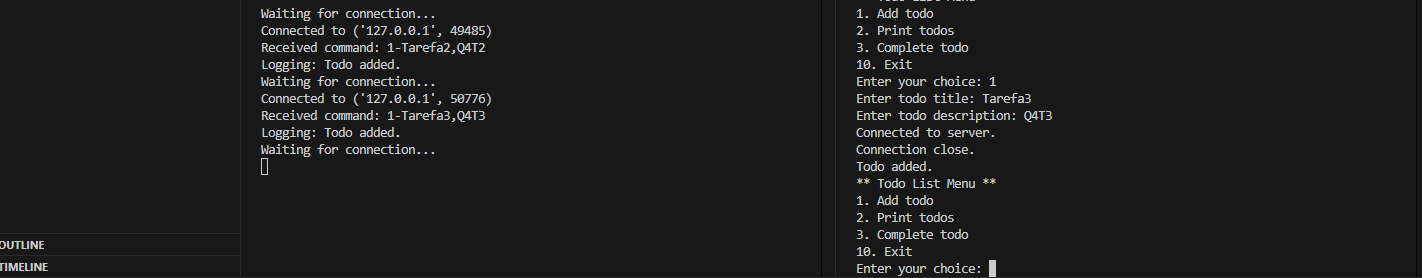 Waiting for connection...
Connected to ('127.0.0.1', 49485)
Received command: 1-Tarefa2,Q4T2
Logging: Todo added.
Waiting for connection...
Connected to ('127.0.0.1', 50776)
Received command: 1-Tarefa3,Q4T3
Logging: Todo added.
Waiting for connection...
OUTLINE
TIMELINE
1. Add todo
2. Print todos
3. Complete todo
10. Exit
Enter your choice: 1
Enter todo title: Tarefa3
Enter todo description: Q4T3
Connected to server.
Connection close.
Todo added.
** Todo List Menu **
1. Add todo
2. Print todos
3. Complete todo
10. Exit
Enter your choice: